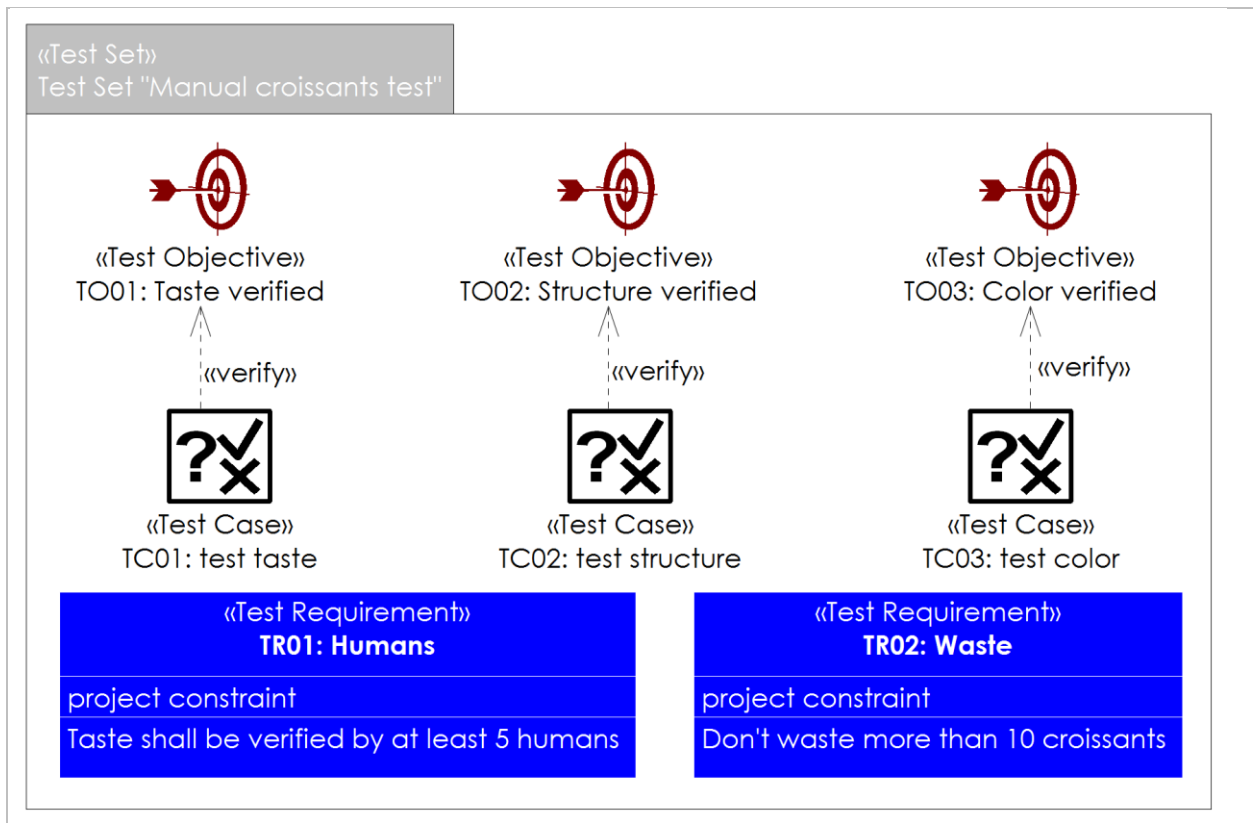 «Test Set»
Test Set "Manual croissants test"
«Test Objective»
TO01: Taste verified
«Test Objective»
TO02: Structure verified
«Test Objective»
TO03: Color verified
«verify»
«verify»
«verify»
«Test Case»
TC01: test taste
«Test Case»
TC02: test structure
«Test Case»
TC03: test color
«Test Requirement»
TR01: Humans
project constraint
Taste shall be verified by at least 5 humans
«Test Requirement»
TR02: Waste
project constraint
Don't waste more than 10 croissants